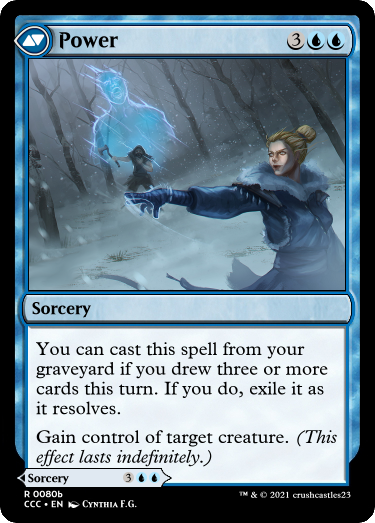 Power 3
Sorcery
You can cast this spell from your
graveyard if you drew three or more
cards this turn. If you do, exile it as
it resolves.
Gain control of target creature. (This
effect lasts indefinitely.)
Sorcery 3
R 0080b
CCC • EN Cynthia F.G.
™ & © 2021 crushcastles23